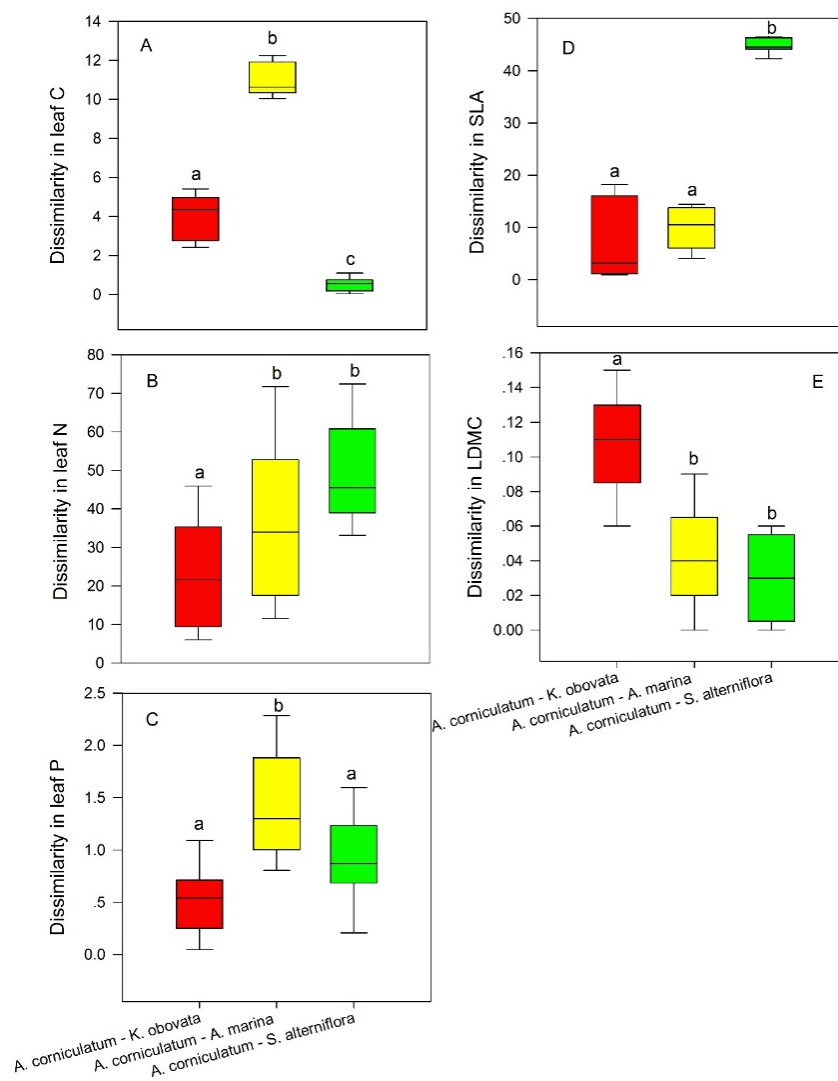 A
Dissimilarity in leaf C
14
12
10
8
6
4
2
0
a
b
c
D
Dissimilarity in SLA
50
40
30
20
10
0
a
a
b
B
Dissimilarity in leaf N
80
70
60
50
40
30
20
10
0
a
b
b
E
Dissimilarity in LDMC
.16
.14
.12
.10
.08
.06
.04
.02
0.00
a
b
b
A. corniculatum - K. obovata
A. corniculatum - A. marina
A. corniculatum - S. alterniflora
C
Dissimilarity in leaf P
2.5
2.0
1.5
1.0
.5
0.0
a
b
a
A. corniculatum - K. obovata
A. corniculatum - A. marina
A. corniculatum - S. alterniflora